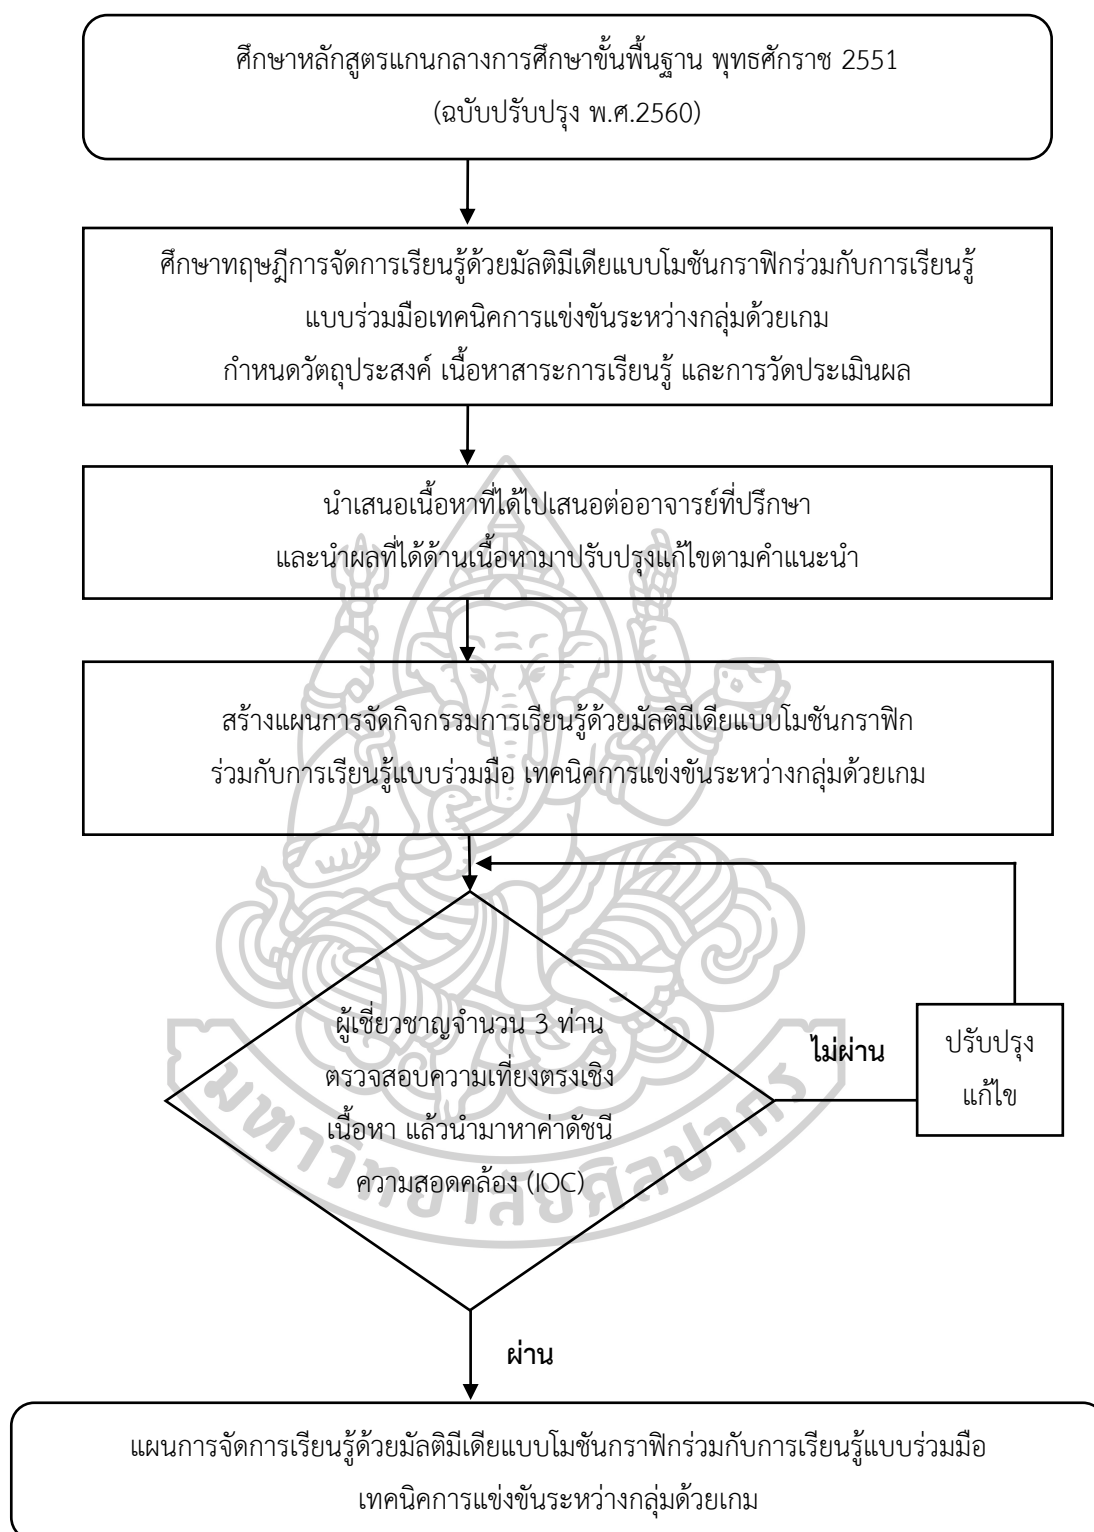 ศึกษาหลักสูตรแกนกลางการศึกษาขั้นพื้นฐาน พุทธศักราช 2551
(ฉบับปรับปรุง พ.ศ.2560)
ศึกษาทฤษฎีการจัดการเรียนรู้ด้วยมัลติมีเดียแบบโมชันกราฟิกร่วมกับการเรียนรู้
แบบร่วมมือเทคนิคการแข่งขันระหว่างกลุ่มด้วยเกม
กำหนดวัตถุประสงค์ เนื้อหาสาระการเรียนรู้ และการวัดประเมินผล
นำเสนอเนื้อหาที่ได้ไปเสนอต่ออาจารย์ที่ปรึกษา
และนำผลที่ได้ด้านเนื้อหามาปรับปรุงแก้ไขตามคำแนะนำ
สร้างแผนการจัดกิจกรรมการเรียนรู้ด้วยมัลติมีเดียแบบโมชันกราฟิก
ร่วมกับการเรียนรู้แบบร่วมมือ เทคนิคการแข่งขันระหว่างกลุ่มด้วยเกม
ผู้เชี่ยวชาญจำนวน 3 ท่าน
ตรวจสอบความเที่ยงตรงเชิง
เนื้อหา แล้วนำมาหาค่าดัชนี
ความสอดคล้อง (IOC)
ไม่ผ่าน
ปรับปรุง
แก้ไข
มหาวิทยาลัยศิลปากร
ผ่าน
แผนการจัดการเรียนรู้ด้วยมัลติมีเดียแบบโมชันกราฟิกร่วมกับการเรียนรู้แบบร่วมมือ
เทคนิคการแข่งขันระหว่างกลุ่มด้วยเกม